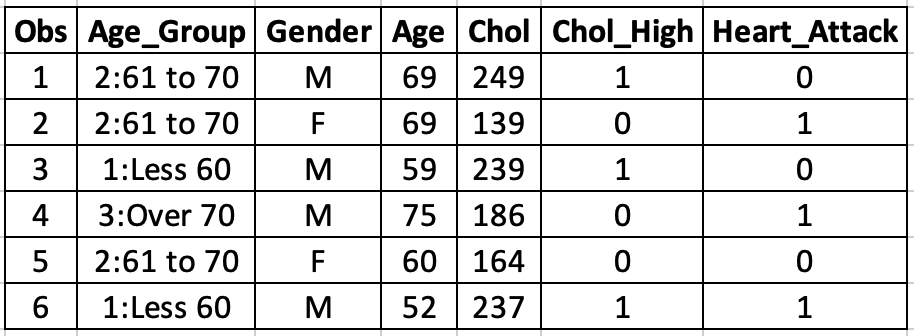 Obs Age_Group Gender Age Chol Chol_High Heart_Attack
1 2:61 to 70 M 69 249 1 0
2 2:61 to 70 F 69 139 0 1
3 1:Less 60 M 59 239 1 0
4 3:Over 70 M 75 186 0 1
5 2:61 to 70 F 60 164 0 0
6 1:Less 60 M 52 237 1 1